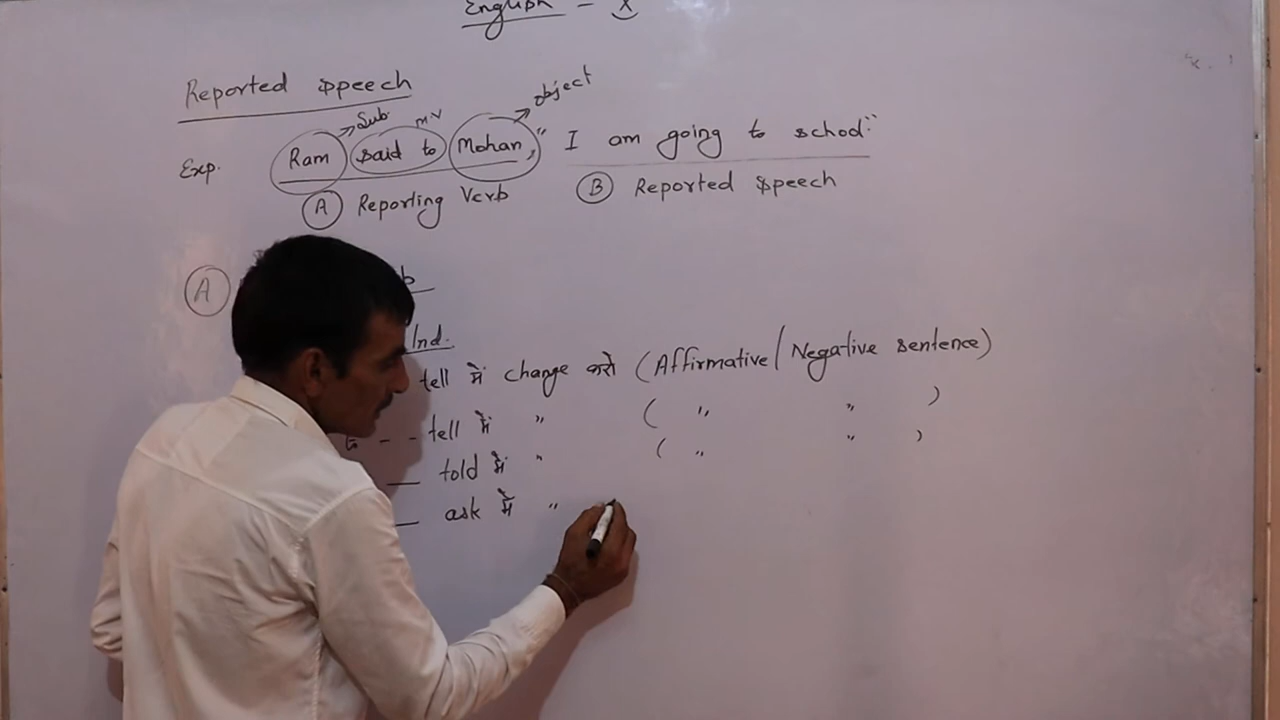 English - X
Reported speech
Sub m.v object
Exp. Ram said to Mohan, " I am going to school."
A Reporting Verb B Reported speech
A
Ind.
tell में change करो (Affirmative/Negative sentence)
to - - tell में " ( " " )
told में " ( " " )
ask में "